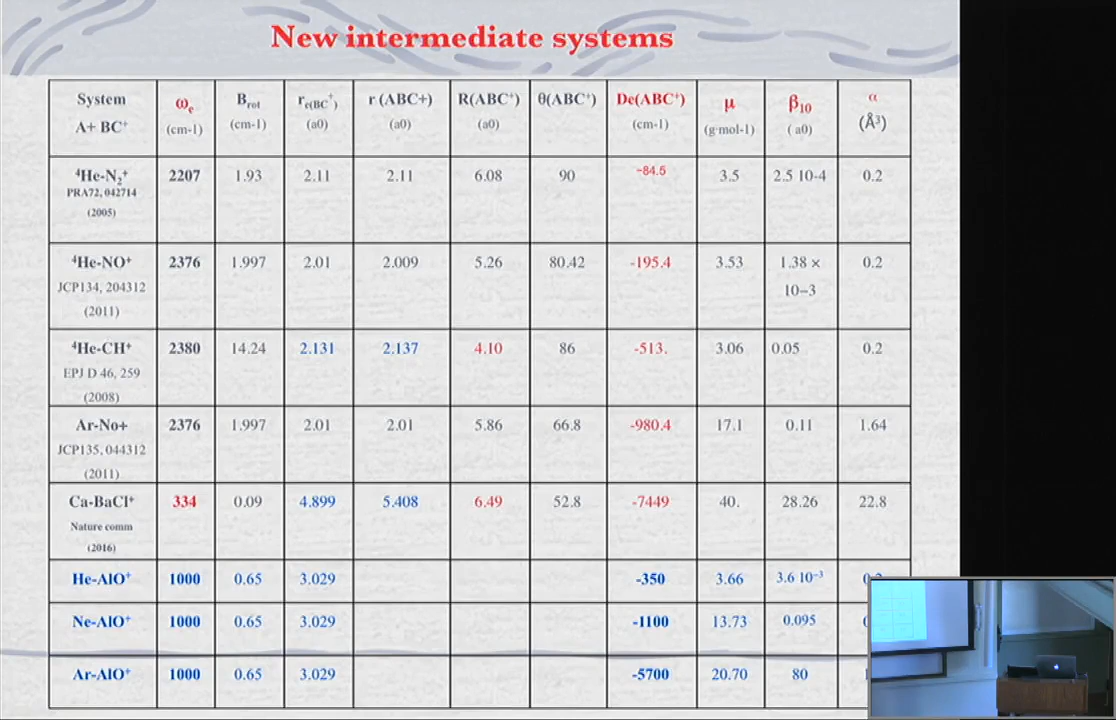 New intermediate systems
System ωe Brot re(BC+) r (ABC+) R(ABC+) θ(ABC+) De(ABC+) μ β10 α
A+ BC+ (cm-1) (cm-1) (a0) (a0) (a0) (cm-1) (g·mol-1) ( a0) (Å3)
4He-N2+ 2207 1.93 2.11 2.11 6.08 90 -84.5 3.5 2.5 10-4 0.2
PRA72, 042714
(2005)
4He-NO+ 2376 1.997 2.01 2.009 5.26 80.42 -195.4 3.53 1.38 × 0.2
JCP134, 204312 10–3
(2011)
4He-CH+ 2380 14.24 2.131 2.137 4.10 86 -513. 3.06 0.05 0.2
EPJ D 46, 259
(2008)
Ar-No+ 2376 1.997 2.01 2.01 5.86 66.8 -980.4 17.1 0.11 1.64
JCP135, 044312
(2011)
Ca-BaCl+ 334 0.09 4.899 5.408 6.49 52.8 -7449 40. 28.26 22.8
Nature comm
(2016)
He-AlO+ 1000 0.65 3.029 -350 3.66 3.6 10-3
Ne-AlO+ 1000 0.65 3.029 -1100 13.73 0.095
Ar-AlO+ 1000 0.65 3.029 -5700 20.70 80